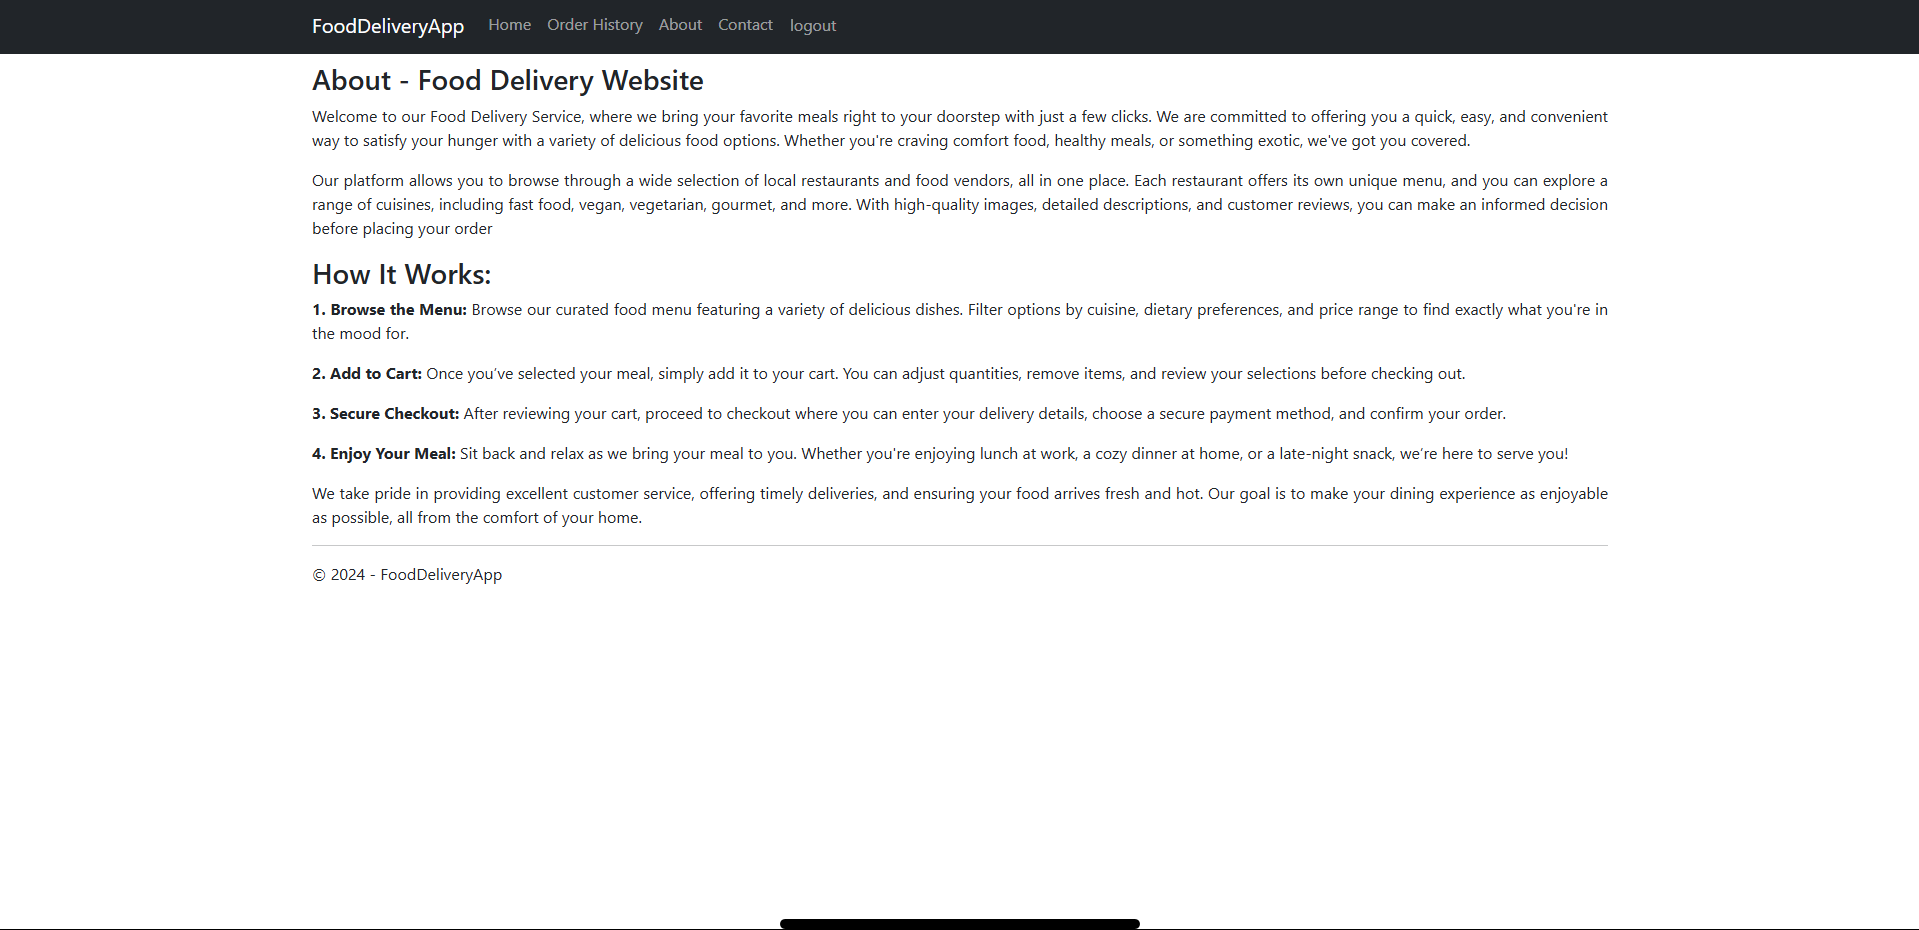 FoodDeliveryApp Home Order History About Contact logout
About - Food Delivery Website
Welcome to our Food Delivery Service, where we bring your favorite meals right to your doorstep with just a few clicks. We are committed to offering you a quick, easy, and convenient
way to satisfy your hunger with a variety of delicious food options. Whether you're craving comfort food, healthy meals, or something exotic, we've got you covered.
Our platform allows you to browse through a wide selection of local restaurants and food vendors, all in one place. Each restaurant offers its own unique menu, and you can explore a
range of cuisines, including fast food, vegan, vegetarian, gourmet, and more. With high-quality images, detailed descriptions, and customer reviews, you can make an informed decision
before placing your order
How It Works:
1. Browse the Menu: Browse our curated food menu featuring a variety of delicious dishes. Filter options by cuisine, dietary preferences, and price range to find exactly what you're in
the mood for.
2. Add to Cart: Once you’ve selected your meal, simply add it to your cart. You can adjust quantities, remove items, and review your selections before checking out.
3. Secure Checkout: After reviewing your cart, proceed to checkout where you can enter your delivery details, choose a secure payment method, and confirm your order.
4. Enjoy Your Meal: Sit back and relax as we bring your meal to you. Whether you're enjoying lunch at work, a cozy dinner at home, or a late-night snack, we’re here to serve you!
We take pride in providing excellent customer service, offering timely deliveries, and ensuring your food arrives fresh and hot. Our goal is to make your dining experience as enjoyable
as possible, all from the comfort of your home.
© 2024 - FoodDeliveryApp